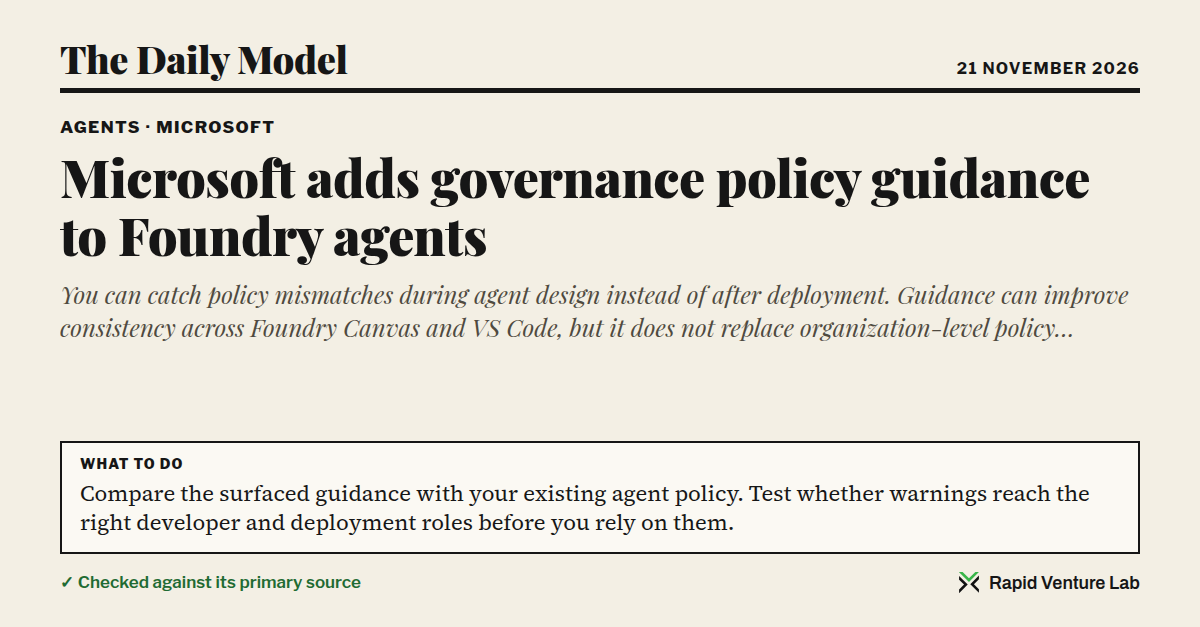 The Daily Model
21 NOVEMBER 2026
AGENTS · MICROSOFT
Microsoft adds governance policy guidance
to Foundry agents
You can catch policy mismatches during agent design instead of after deployment. Guidance can improve
consistency across Foundry Canvas and VS Code, but it does not replace organization-level policy...
WHAT TO DO
Compare the surfaced guidance with your existing agent policy. Test whether warnings reach the
right developer and deployment roles before you rely on them.
✓ Checked against its primary source
Rapid Venture Lab